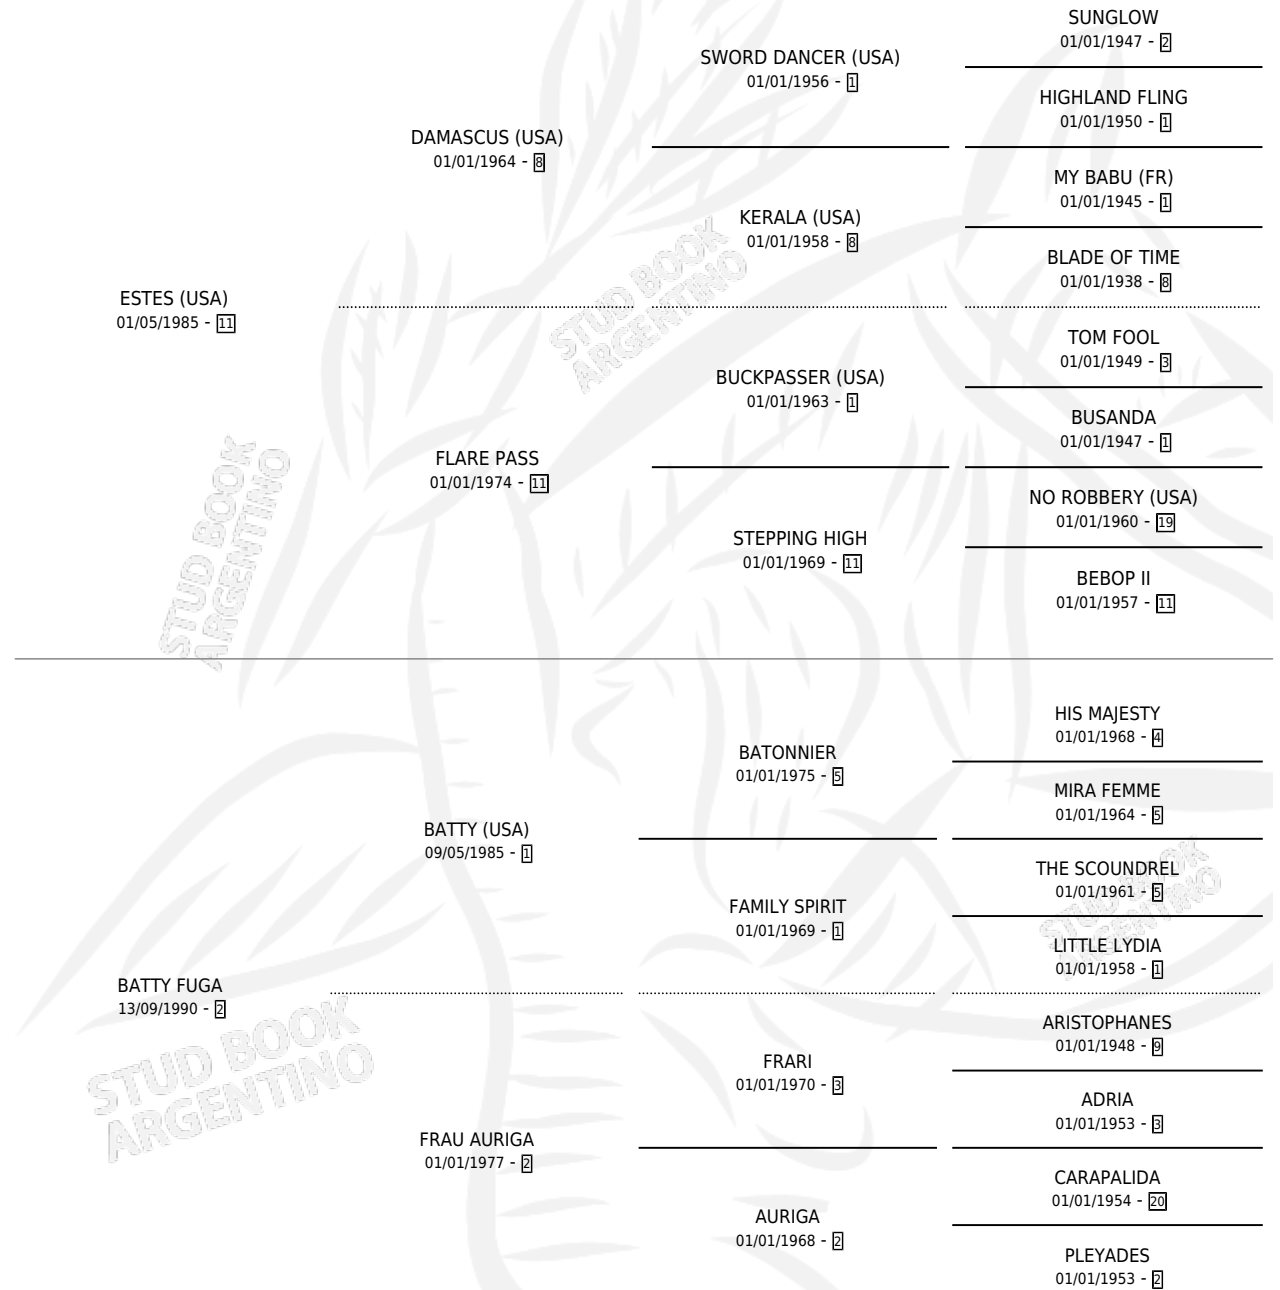 SUNGLOW
01/01/1947 - 2
SWORD DANCER (USA)
01/01/1956 - 1
HIGHLAND FLING
01/01/1950 - 1
DAMASCUS (USA)
01/01/1964 - 8
MY BABU (FR)
01/01/1945 - 1
KERALA (USA)
01/01/1958 - 8
BLADE OF TIME
01/01/1938 - 8
ESTES (USA)
01/05/1985 - 11
TOM FOOL
01/01/1949 - 3
BUCKPASSER (USA)
01/01/1963 - 1
BUSANDA
01/01/1947 - 1
FLARE PASS
01/01/1974 - 11
NO ROBBERY (USA)
01/01/1960 - 19
STEPPING HIGH
01/01/1969 - 11
BEBOP II
01/01/1957 - 11
HIS MAJESTY
01/01/1968 - 4
BATONNIER
01/01/1975 - 5
MIRA FEMME
01/01/1964 - 5
BATTY (USA)
09/05/1985 - 1
THE SCOUNDREL
01/01/1961 - 5
FAMILY SPIRIT
01/01/1969 - 1
LITTLE LYDIA
01/01/1958 - 1
BATTY FUGA
13/09/1990 - 2
ARISTOPHANES
01/01/1948 - 9
FRARI
01/01/1970 - 3
ADRIA
01/01/1953 - 3
FRAU AURIGA
01/01/1977 - 2
CARAPALIDA
01/01/1954 - 20
AURIGA
01/01/1968 - 2
PLEYADES
01/01/1953 - 2
STUD BOOK
ARGENTINO
STUD BOOK
ARGENTINO
STUD BOOK
ARGENTINO
STUD BOOK
ARGENTINO